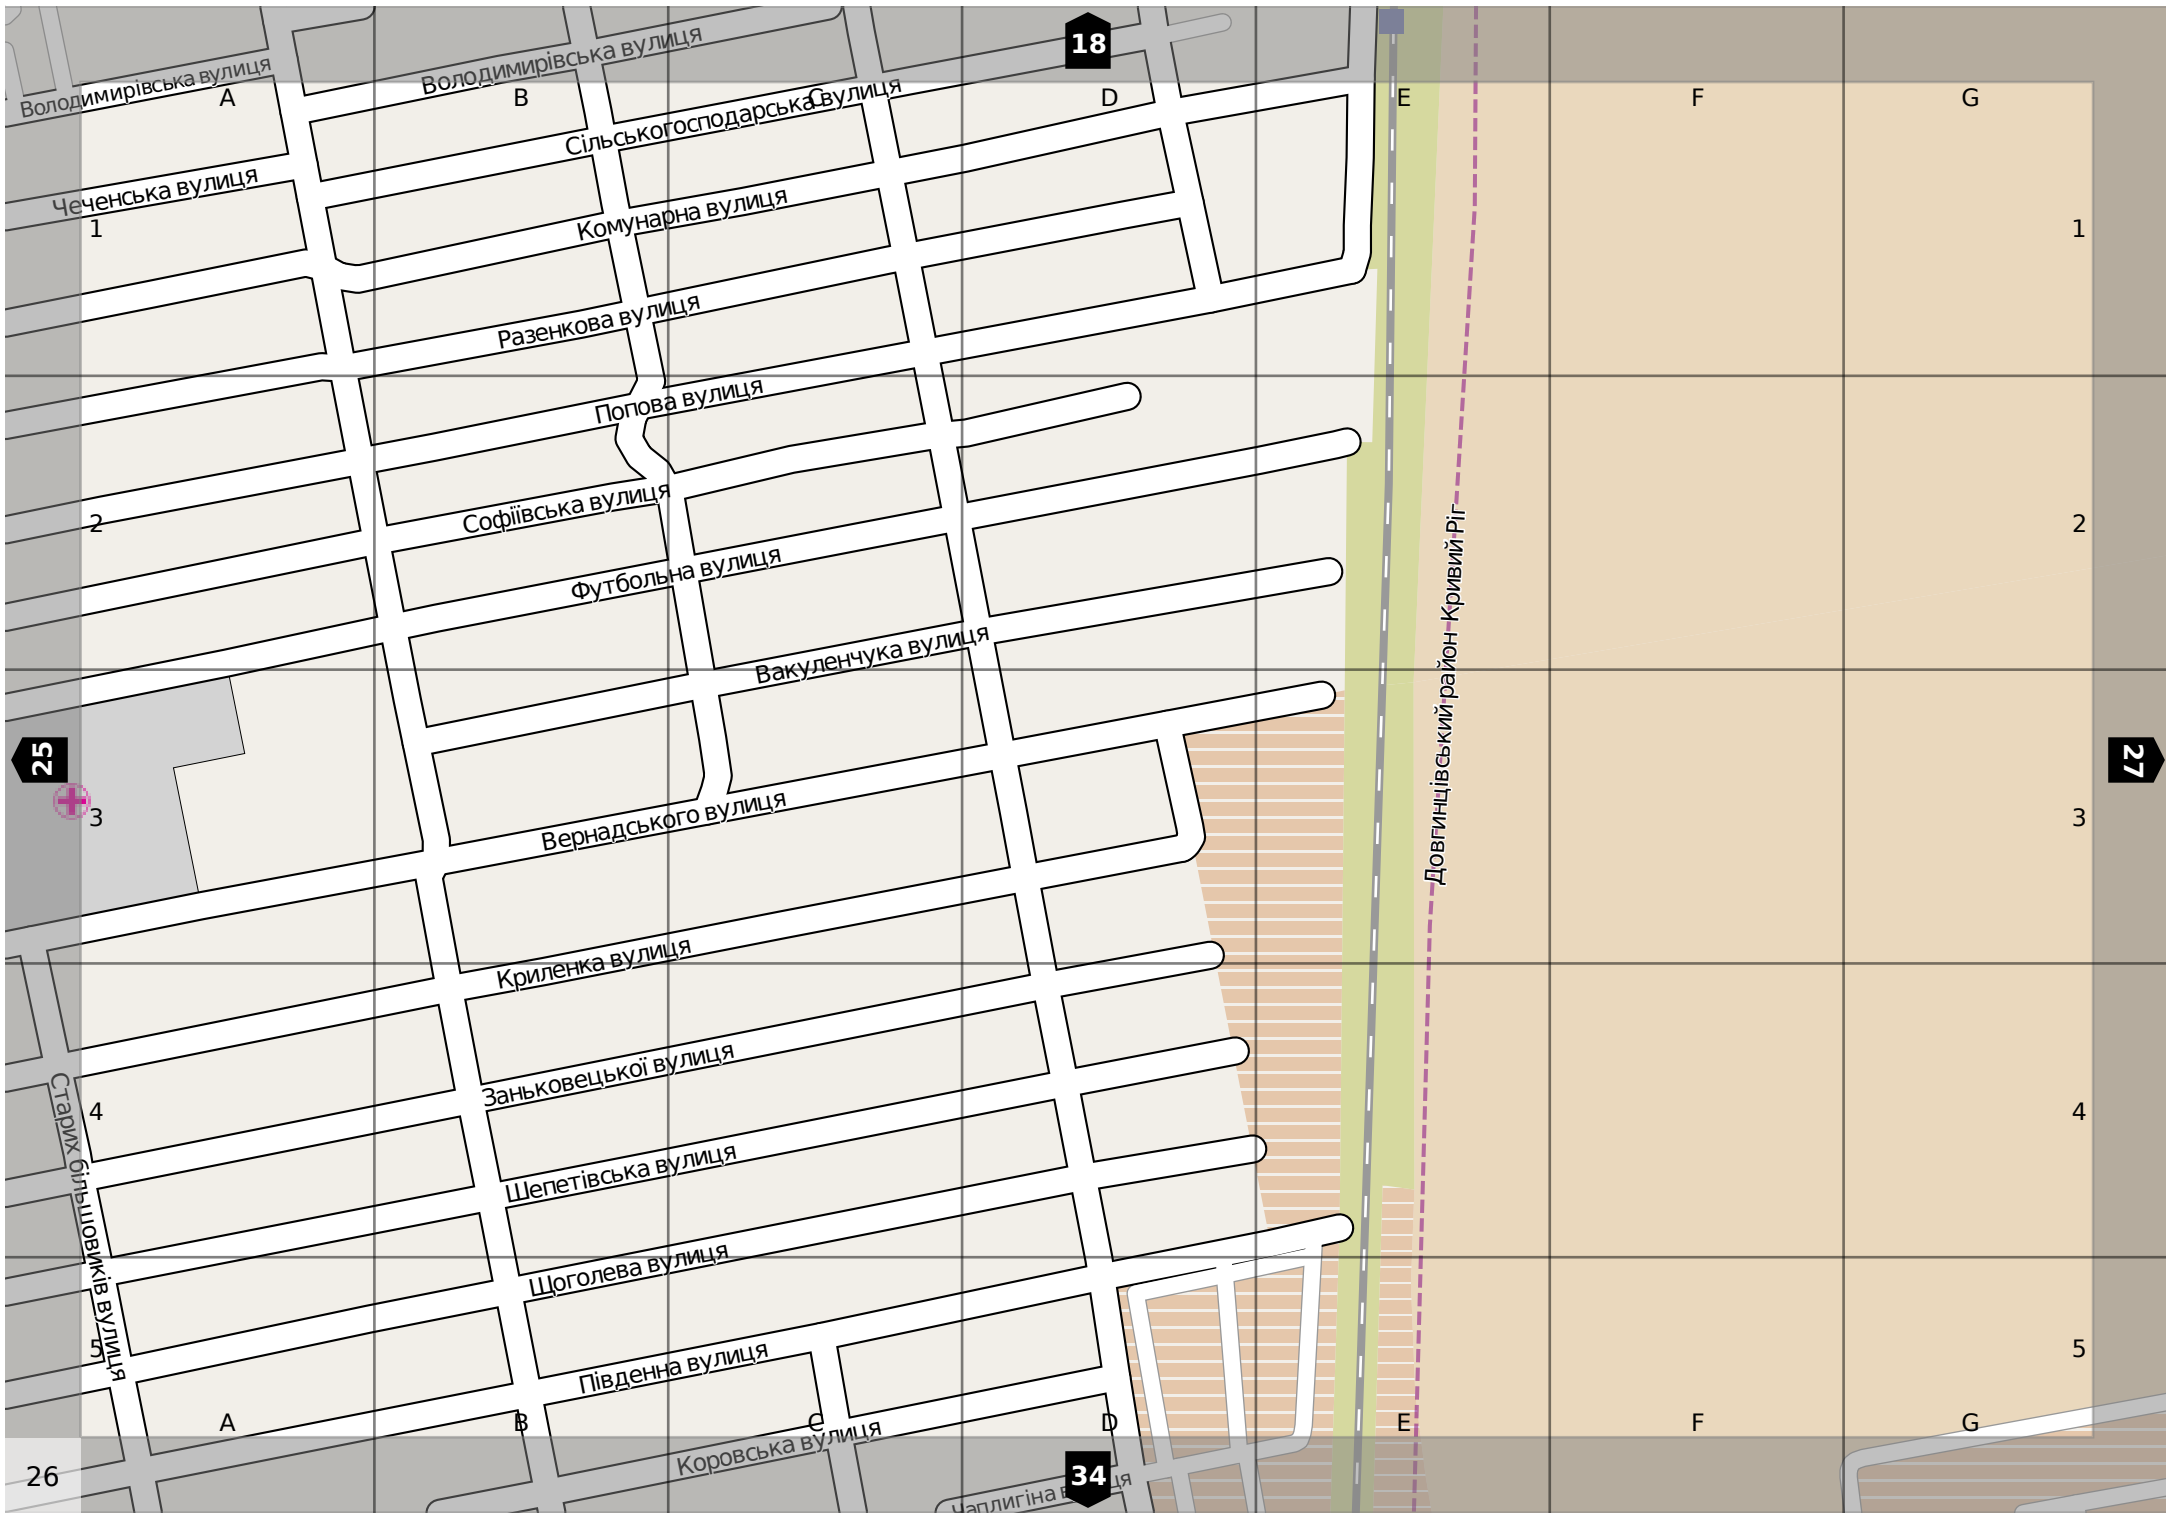 18
Володимирівська вулиця
Володимирівська вулиця
A
B
C
D
E
F
G
Сільськогосподарська вулиця
Чеченська вулиця
Комунарна вулиця
1
1
Разенкова вулиця
Попова вулиця
Софіївська вулиця
2
2
Футбольна вулиця
Вакуленчука вулиця
Довгинцівський район Кривий Ріг
25
27
3
3
Вернадського вулиця
Криленка вулиця
Заньковецької вулиця
4
4
Старих більшовиків вулиця
Шепетівська вулиця
Щоголева вулиця
5
5
Південна вулиця
A
B
C
D
E
F
G
Коровська вулиця
26
34
Чаплигіна